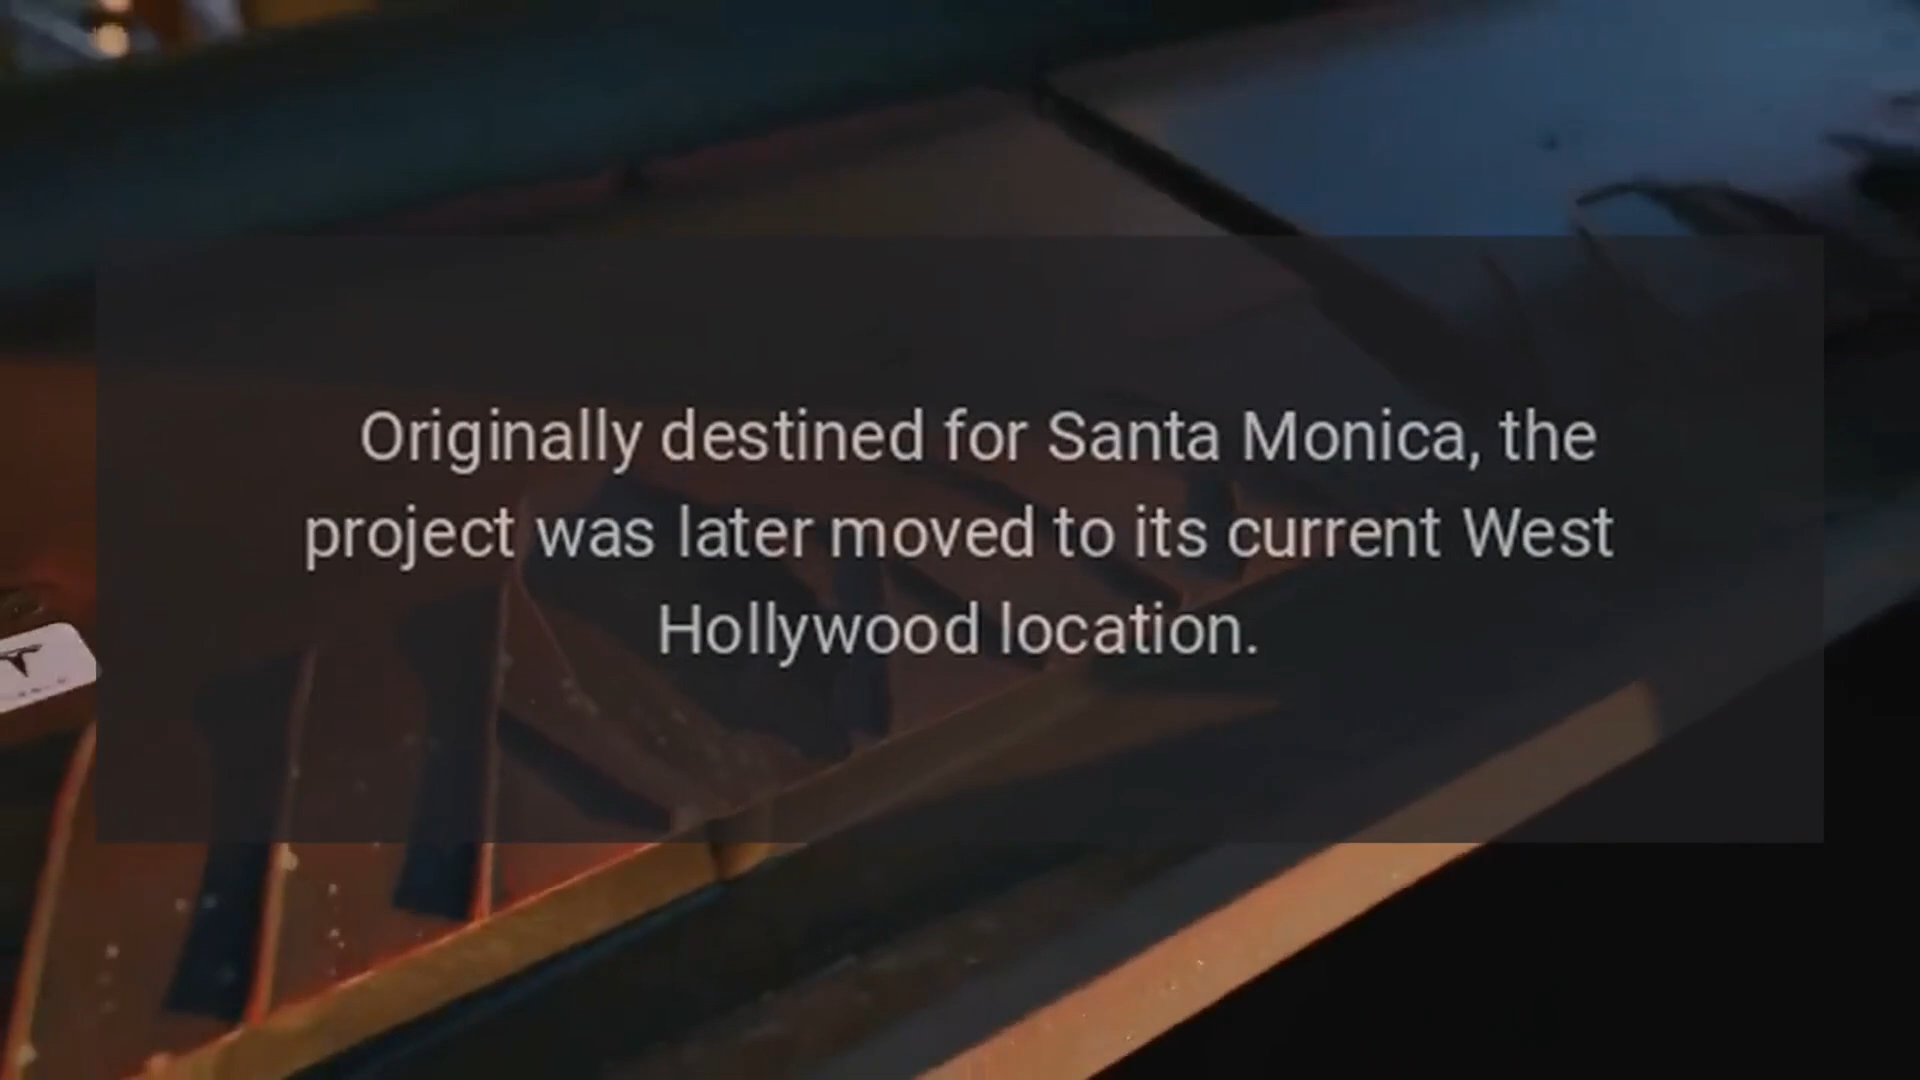 Originally destined for Santa Monica, the
project was later moved to its current West
Hollywood location.